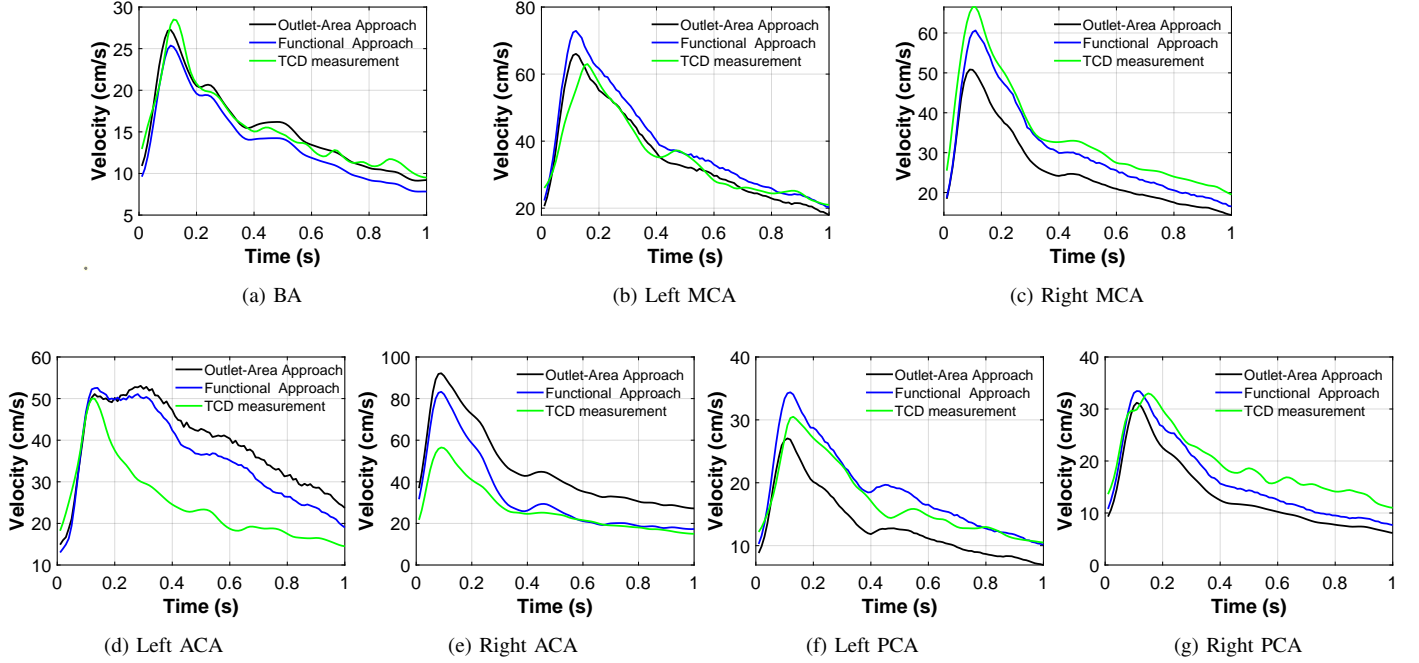 Velocity (cm/s)
30
25
20
15
10
5
0
0.2
0.4
0.6
0.8
1
Time (s)
Outlet-Area Approach
Functional Approach
TCD measurement
(a) BA
Velocity (cm/s)
80
60
40
20
0
0.2
0.4
0.6
0.8
1
Time (s)
Outlet-Area Approach
Functional Approach
TCD measurement
(b) Left MCA
Velocity (cm/s)
60
50
40
30
20
0
0.2
0.4
0.6
0.8
1
Time (s)
Outlet-Area Approach
Functional Approach
TCD measurement
(c) Right MCA
Velocity (cm/s)
60
50
40
30
20
10
0
0.2
0.4
0.6
0.8
1
Time (s)
Outlet-Area Approach
Functional Approach
TCD measurement
(d) Left ACA
Velocity (cm/s)
100
80
60
40
20
0
0
0.2
0.4
0.6
0.8
1
Time (s)
Outlet-Area Approach
Functional Approach
TCD measurement
(e) Right ACA
Velocity (cm/s)
40
30
20
10
0
0.2
0.4
0.6
0.8
1
Time (s)
Outlet-Area Approach
Functional Approach
TCD measurement
(f) Left PCA
Velocity (cm/s)
40
30
20
10
0
0
0.2
0.4
0.6
0.8
1
Time (s)
Outlet-Area Approach
Functional Approach
TCD measurement
(g) Right PCA